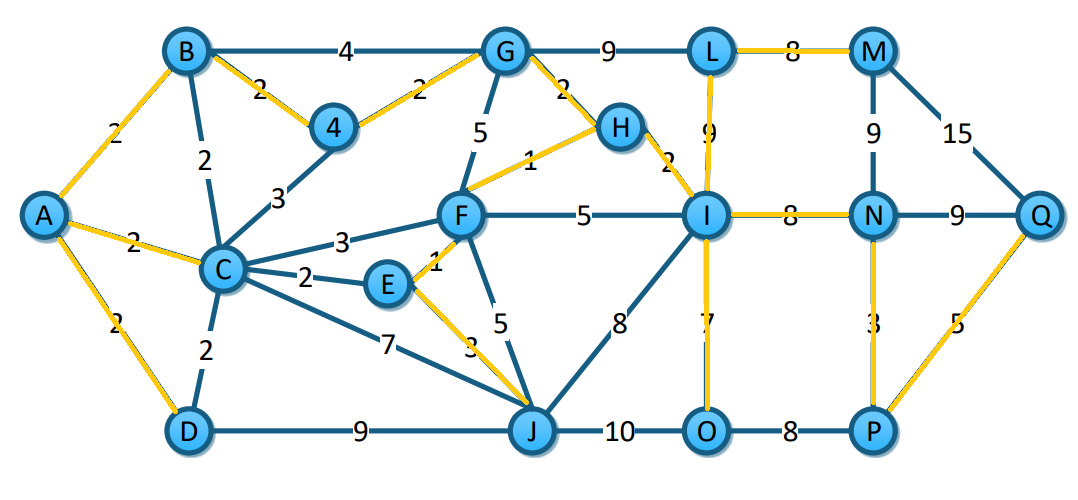 B 4 G 9 L 8 M
2 2 2
2 4 H
2 5 9 9 15
1 2
3
A F 5 I 8 N 9 Q
2 3
C 2 E 1
2 5 7 3 5
2 7 3 8
D 9 J 10 O 8 P